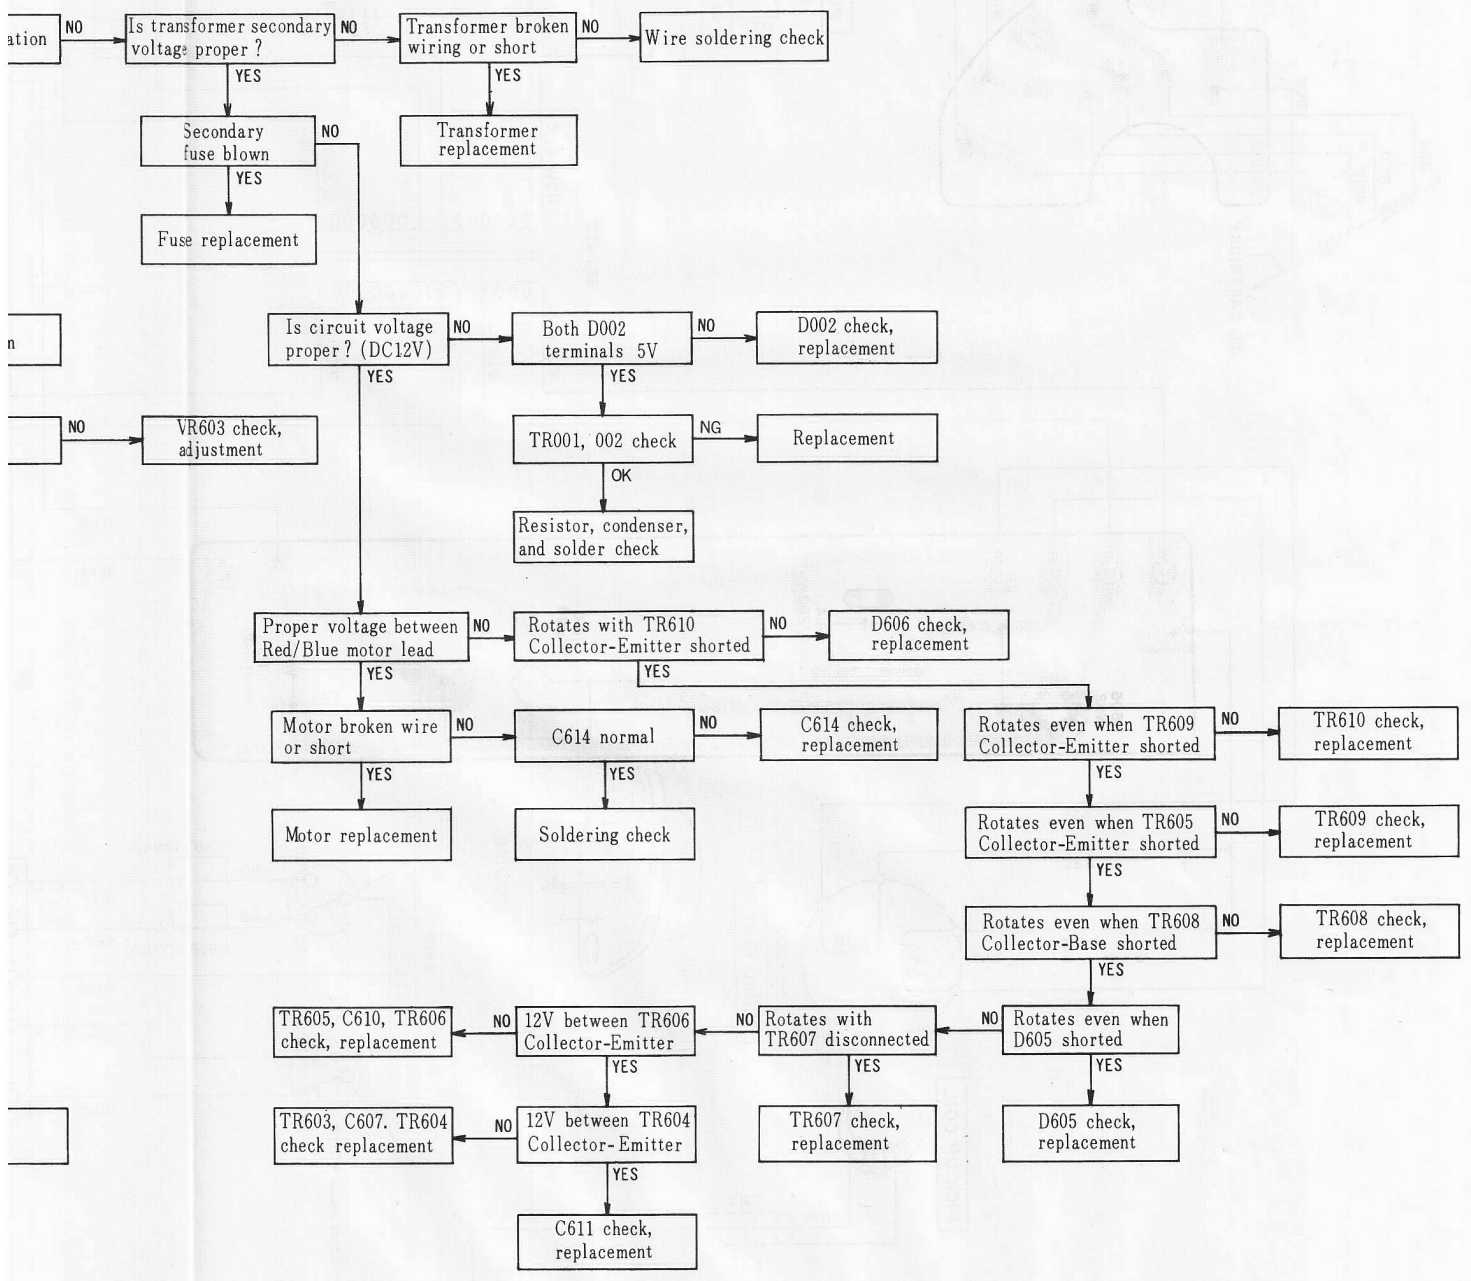 ation
NO
Is transformer secondary
voltage proper ?
NO
Transformer broken
wiring or short
NO
Wire soldering check
YES
YES
Secondary
fuse blown
NO
Transformer
replacement
YES
Fuse replacement
n
Is circuit voltage
proper ? (DC12V)
NO
Both D002
terminals 5V
NO
D002 check,
replacement
YES
YES
NO
VR603 check,
adjustment
TR001, 002 check
NG
Replacement
OK
Resistor, condenser,
and solder check
Proper voltage between
Red/Blue motor lead
NO
Rotates with TR610
Collector-Emitter shorted
NO
D606 check,
replacement
YES
YES
Motor broken wire
or short
NO
C614 normal
NO
C614 check,
replacement
Rotates even when TR609
Collector-Emitter shorted
NO
TR610 check,
replacement
YES
YES
YES
Motor replacement
Soldering check
Rotates even when TR605
Collector-Emitter shorted
NO
TR609 check,
replacement
YES
Rotates even when TR608
Collector-Base shorted
NO
TR608 check,
replacement
YES
TR605, C610, TR606
check, replacement
NO
12V between TR606
Collector-Emitter
NO
Rotates with
TR607 disconnected
NO
Rotates even when
D605 shorted
YES
YES
YES
TR603, C607. TR604
check replacement
NO
12V between TR604
Collector-Emitter
TR607 check,
replacement
D605 check,
replacement
YES
C611 check,
replacement